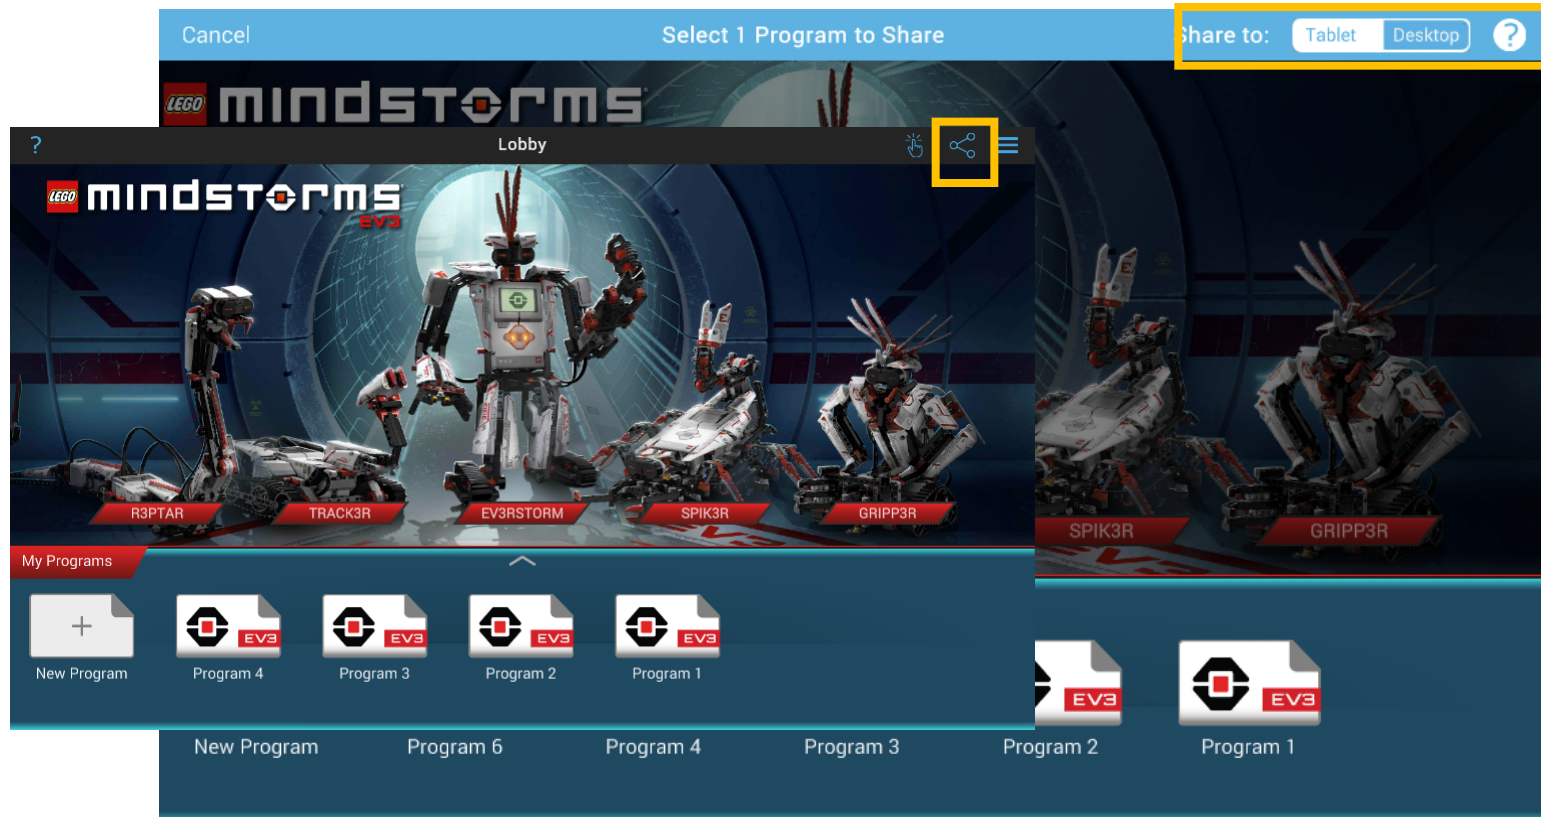 Cancel
Select 1 Program to Share
Share to:
Tablet
Desktop
?
LEGO
mindstorms
?
Lobby
LEGO
mindstorms
EV3
R3PTAR
TRACK3R
EV3RSTORM
SPIK3R
GRIPP3R
SPIK3R
GRIPP3R
My Programs
EV3
EV3
EV3
EV3
New Program
Program 4
Program 3
Program 2
Program 1
EV3
EV3
New Program
Program 6
Program 4
Program 3
Program 2
Program 1